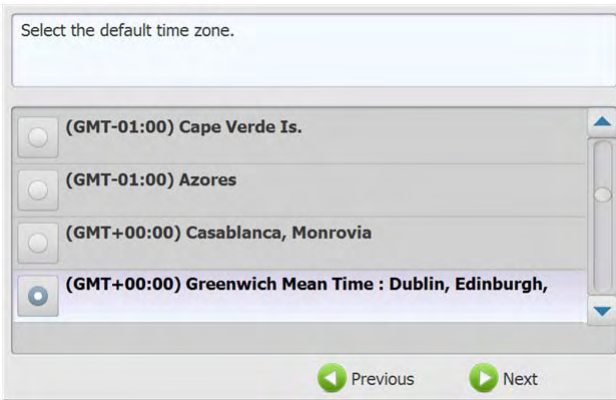 Select the default time zone.
(GMT-01:00) Cape Verde Is.
(GMT-01:00) Azores
(GMT+00:00) Casablanca, Monrovia
(GMT+00:00) Greenwich Mean Time : Dublin, Edinburgh,
Previous Next